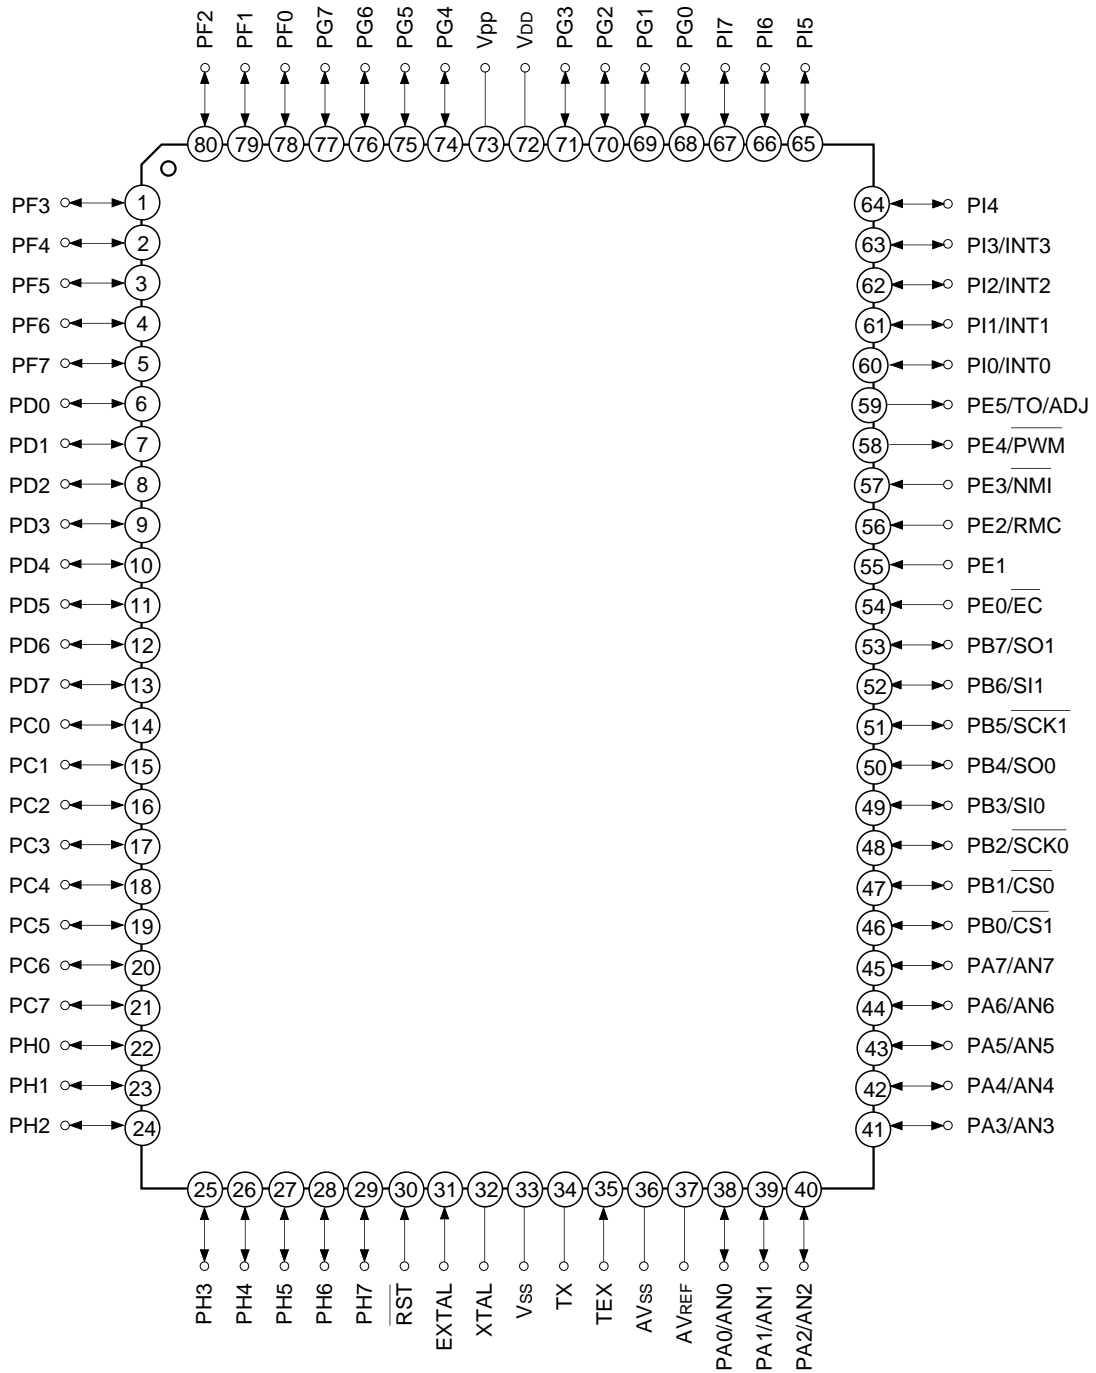 PF2 PF1 PF0 PG7 PG6 PG5 PG4 Vpp VDD PG3 PG2 PG1 PG0 PI7 PI6 PI5
80 79 78 77 76 75 74 73 72 71 70 69 68 67 66 65
PF3 1 64 PI4
PF4 2 63 PI3/INT3
PF5 3 62 PI2/INT2
PF6 4 61 PI1/INT1
PF7 5 60 PI0/INT0
PD0 6 59 PE5/TO/ADJ
PD1 7 58 PE4/PWM
PD2 8 57 PE3/NMI
PD3 9 56 PE2/RMC
PD4 10 55 PE1
PD5 11 54 PE0/EC
PD6 12 53 PB7/SO1
PD7 13 52 PB6/SI1
PC0 14 51 PB5/SCK1
PC1 15 50 PB4/SO0
PC2 16 49 PB3/SI0
PC3 17 48 PB2/SCK0
PC4 18 47 PB1/CS0
PC5 19 46 PB0/CS1
PC6 20 45 PA7/AN7
PC7 21 44 PA6/AN6
PH0 22 43 PA5/AN5
PH1 23 42 PA4/AN4
PH2 24 41 PA3/AN3
25 26 27 28 29 30 31 32 33 34 35 36 37 38 39 40
PH3 PH4 PH5 PH6 PH7 RST EXTAL XTAL Vss TX TEX AVss AVREF PA0/AN0 PA1/AN1 PA2/AN2